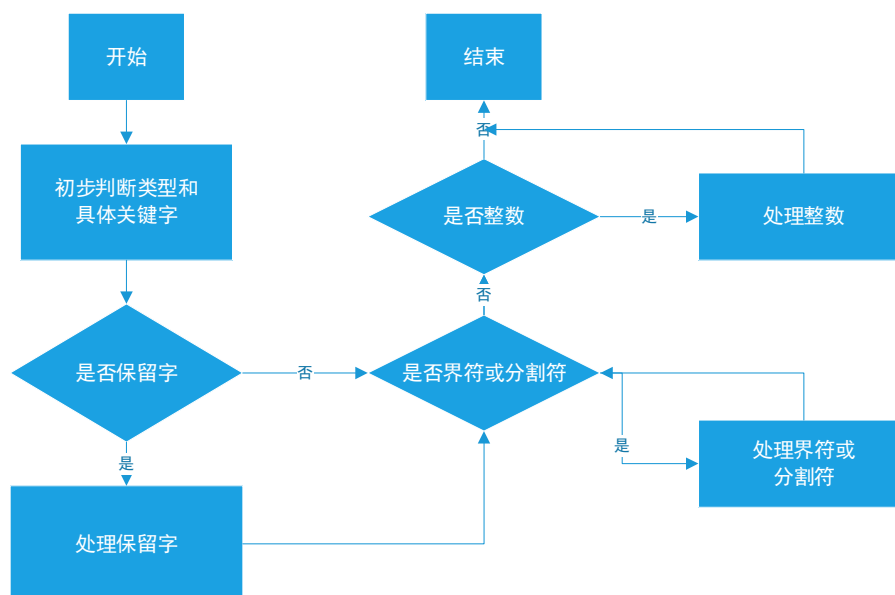 开始
结束
否
初步判断类型和
具体关键字
是否整数
是
处理整数
否
是否保留字
否
是否界符或分割符
是
处理界符或
分割符
是
处理保留字